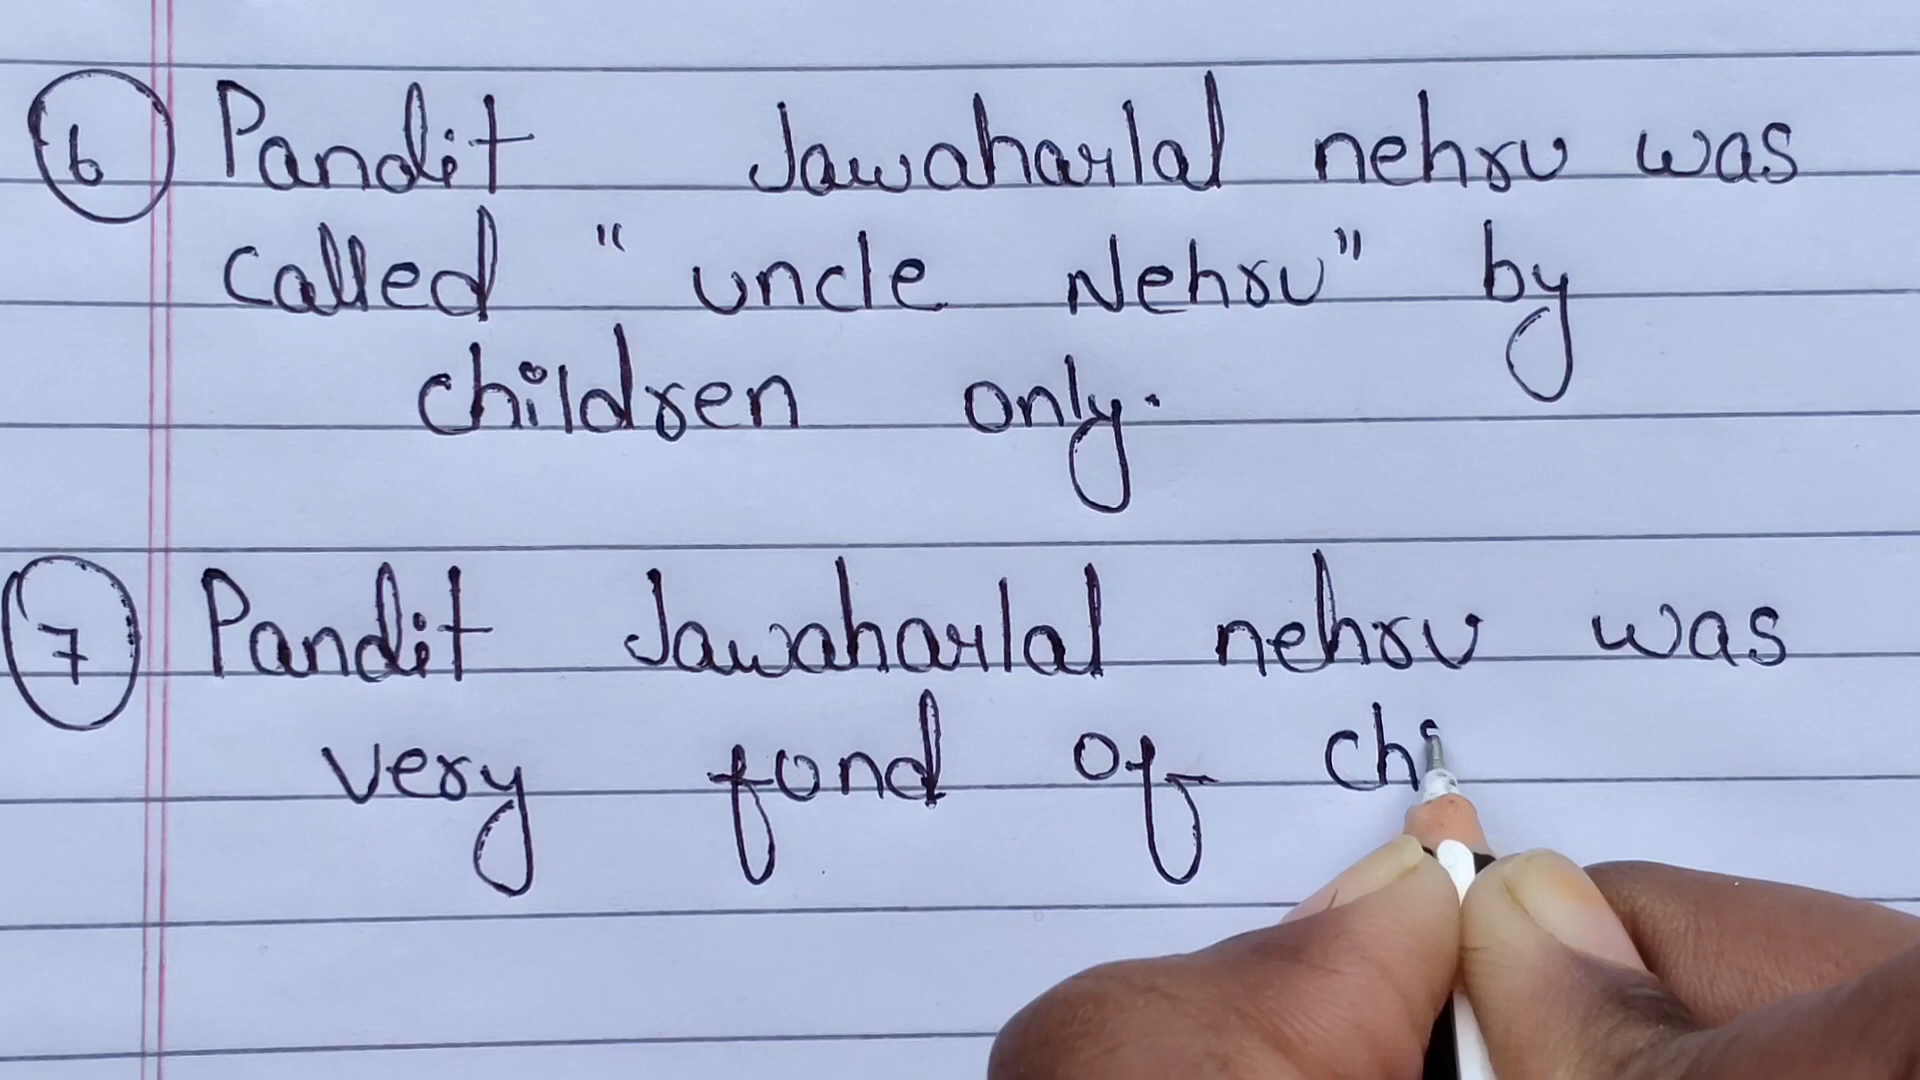 6 Pandit Jawaharlal nehru was
called "uncle Nehru" by
children only.
7 Pandit Jawaharlal nehru was
very fond of chi